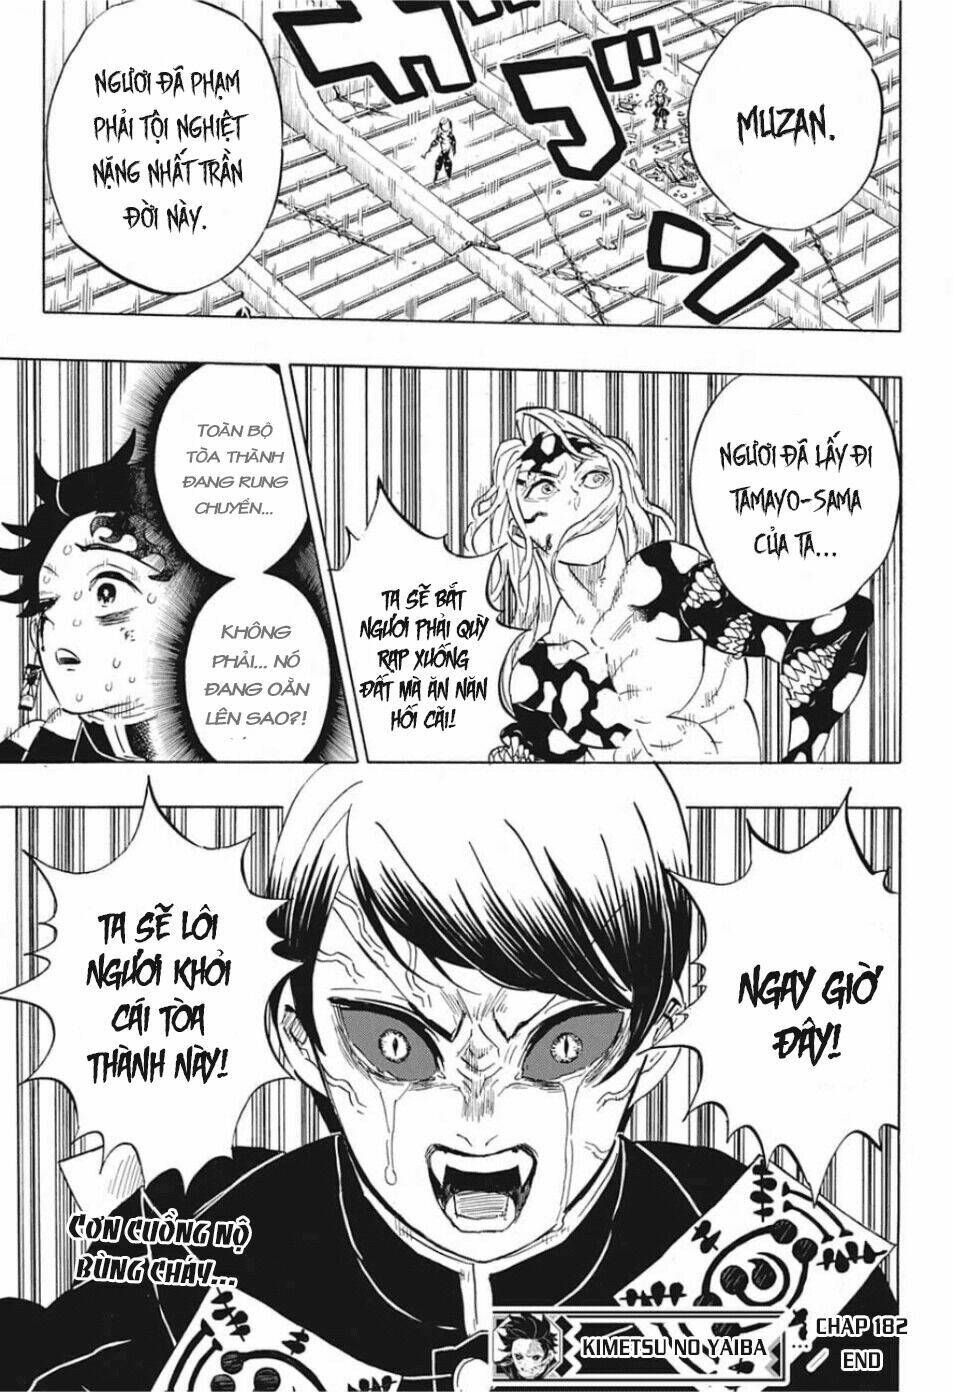 MUZAN.
NGƯƠI ĐÃ PHẠM
PHẢI TỘI NGHIỆT
NẶNG NHẤT TRẦN
ĐỜI NÀY.
NGƯƠI ĐÃ LẤY ĐI
TAMAYO-SAMA
CỦA TA...
TA SẼ BẮT
NGƯƠI PHẢI QUỲ
RẠP XUỐNG
ĐẤT MÀ ĂN NĂN
HỐI CÃI!
TOÀN BỘ
TÒA THÀNH
ĐANG RUNG
CHUYỂN...
KHÔNG
PHẢI... NÓ
ĐANG OẰN
LÊN SAO?!
NGAY GIỜ
ĐÂY!
TA SẼ LÔI
NGƯƠI KHỎI
CÁI TÒA
THÀNH NÀY!
CƠN CUỒNG NỘ
BÙNG CHÁY...
KIMETSU NO YAIBA
CHAP 182
END